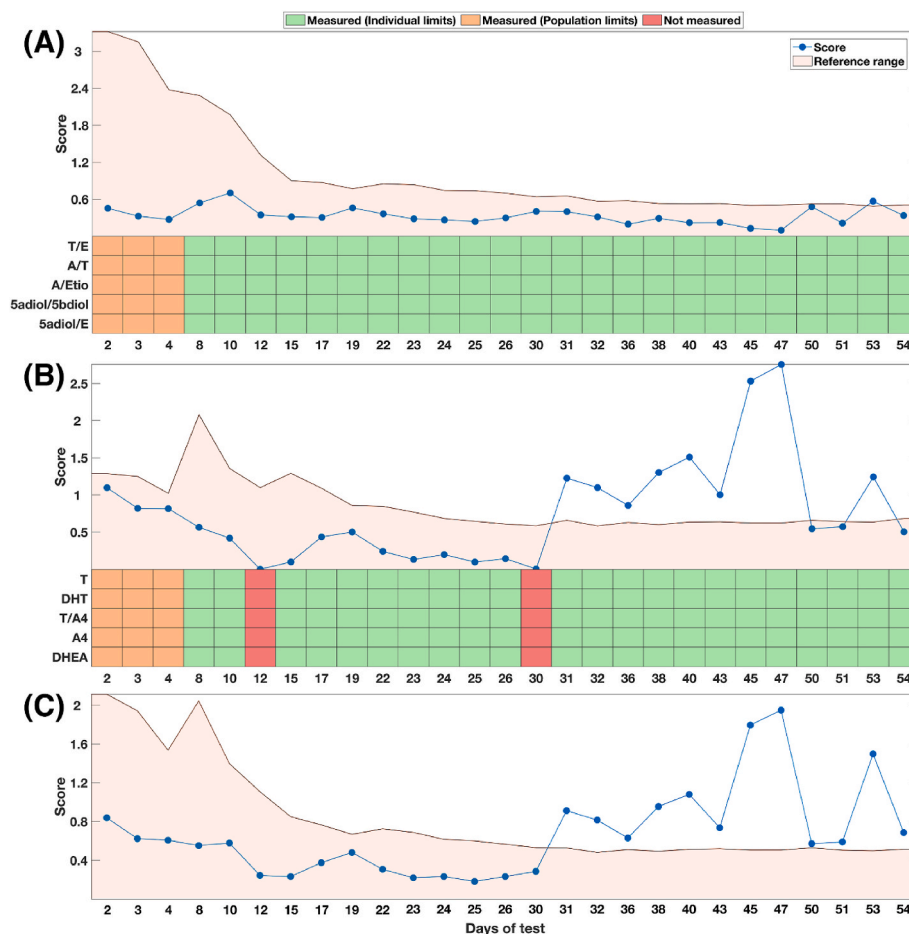 Measured (Individual limits) Measured (Population limits) Not measured
(A)
Score
Reference range
3
2.4
1.8
1.2
0.6
Score
T/E
A/T
A/Etio
5adiol/5bdiol
5adiol/E
2 3 4 8 10 12 15 17 19 22 23 24 25 26 30 31 32 36 38 40 43 45 47 50 51 53 54
(B)
2.5
2
1.5
1
0.5
Score
T
DHT
T/A4
A4
DHEA
2 3 4 8 10 12 15 17 19 22 23 24 25 26 30 31 32 36 38 40 43 45 47 50 51 53 54
(C)
2
1.6
1.2
0.8
0.4
Score
2 3 4 8 10 12 15 17 19 22 23 24 25 26 30 31 32 36 38 40 43 45 47 50 51 53 54
Days of test